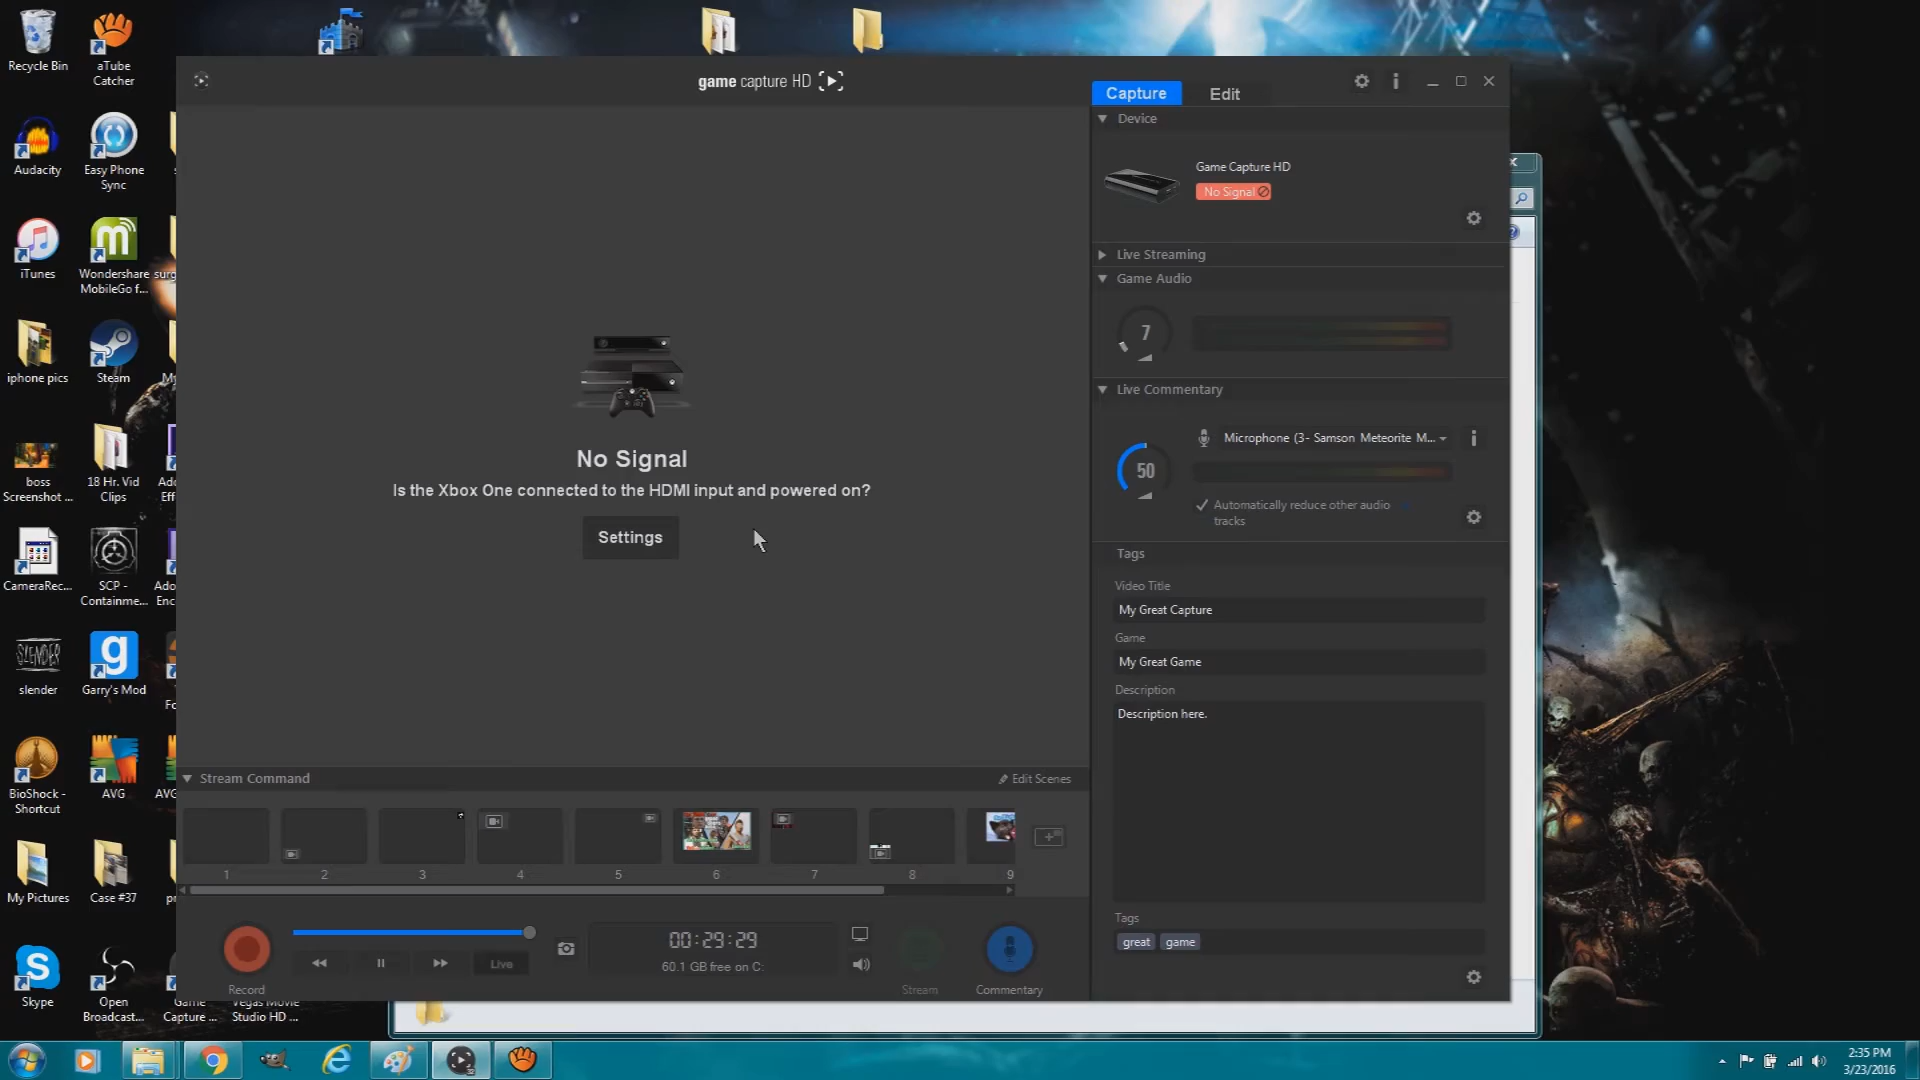 Recycle Bin
aTube
Catcher
Audacity
Easy Phone
Sync
iTunes
Wondershare
MobileGo f...
iphone pics
Steam
boss
Screenshot ...
18 Hr. Vid
Clips
CameraRec...
SCP -
Containme...
slender
Garry's Mod
BioShock -
Shortcut
AVG
My Pictures
Case #37
Skype
Open
Broadcast...
Game
Capture ...
Vegas Movie
Studio HD ...
game capture HD
Capture
Edit
Device
Game Capture HD
No Signal
Live Streaming
Game Audio
7
Live Commentary
Microphone (3- Samson Meteorite M...
50
Automatically reduce other audio
tracks
Tags
Video Title
My Great Capture
Game
My Great Game
Description
Description here.
Tags
great
game
No Signal
Is the Xbox One connected to the HDMI input and powered on?
Settings
Stream Command
Edit Scenes
1
2
3
4
5
6
7
8
9
Record
Live
00:29:29
60.1 GB free on C:
Stream
Commentary
2:35 PM
3/23/2016